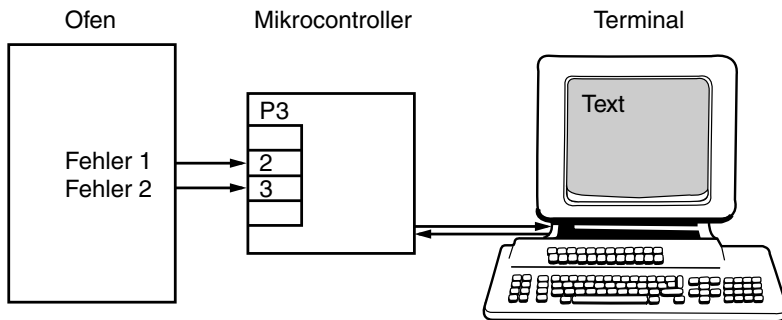 Ofen
Mikrocontroller
Terminal
P3
Text
Fehler 1
2
Fehler 2
3